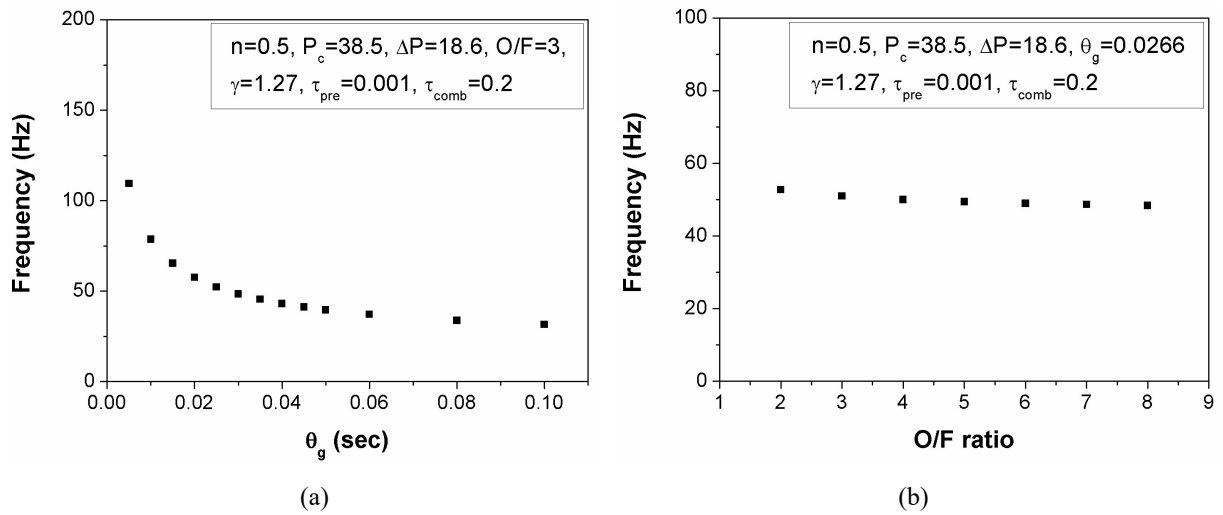 200
150
100
50
0
Frequency (Hz)
n=0.5, P_c=38.5, ΔP=18.6, O/F=3,
γ=1.27, τ_pre=0.001, τ_comb=0.2
0.00 0.02 0.04 0.06 0.08 0.10
θ_g (sec)
(a)
100
80
60
40
20
0
Frequency (Hz)
n=0.5, P_c=38.5, ΔP=18.6, θ_g=0.0266
γ=1.27, τ_pre=0.001, τ_comb=0.2
1 2 3 4 5 6 7 8 9
O/F ratio
(b)